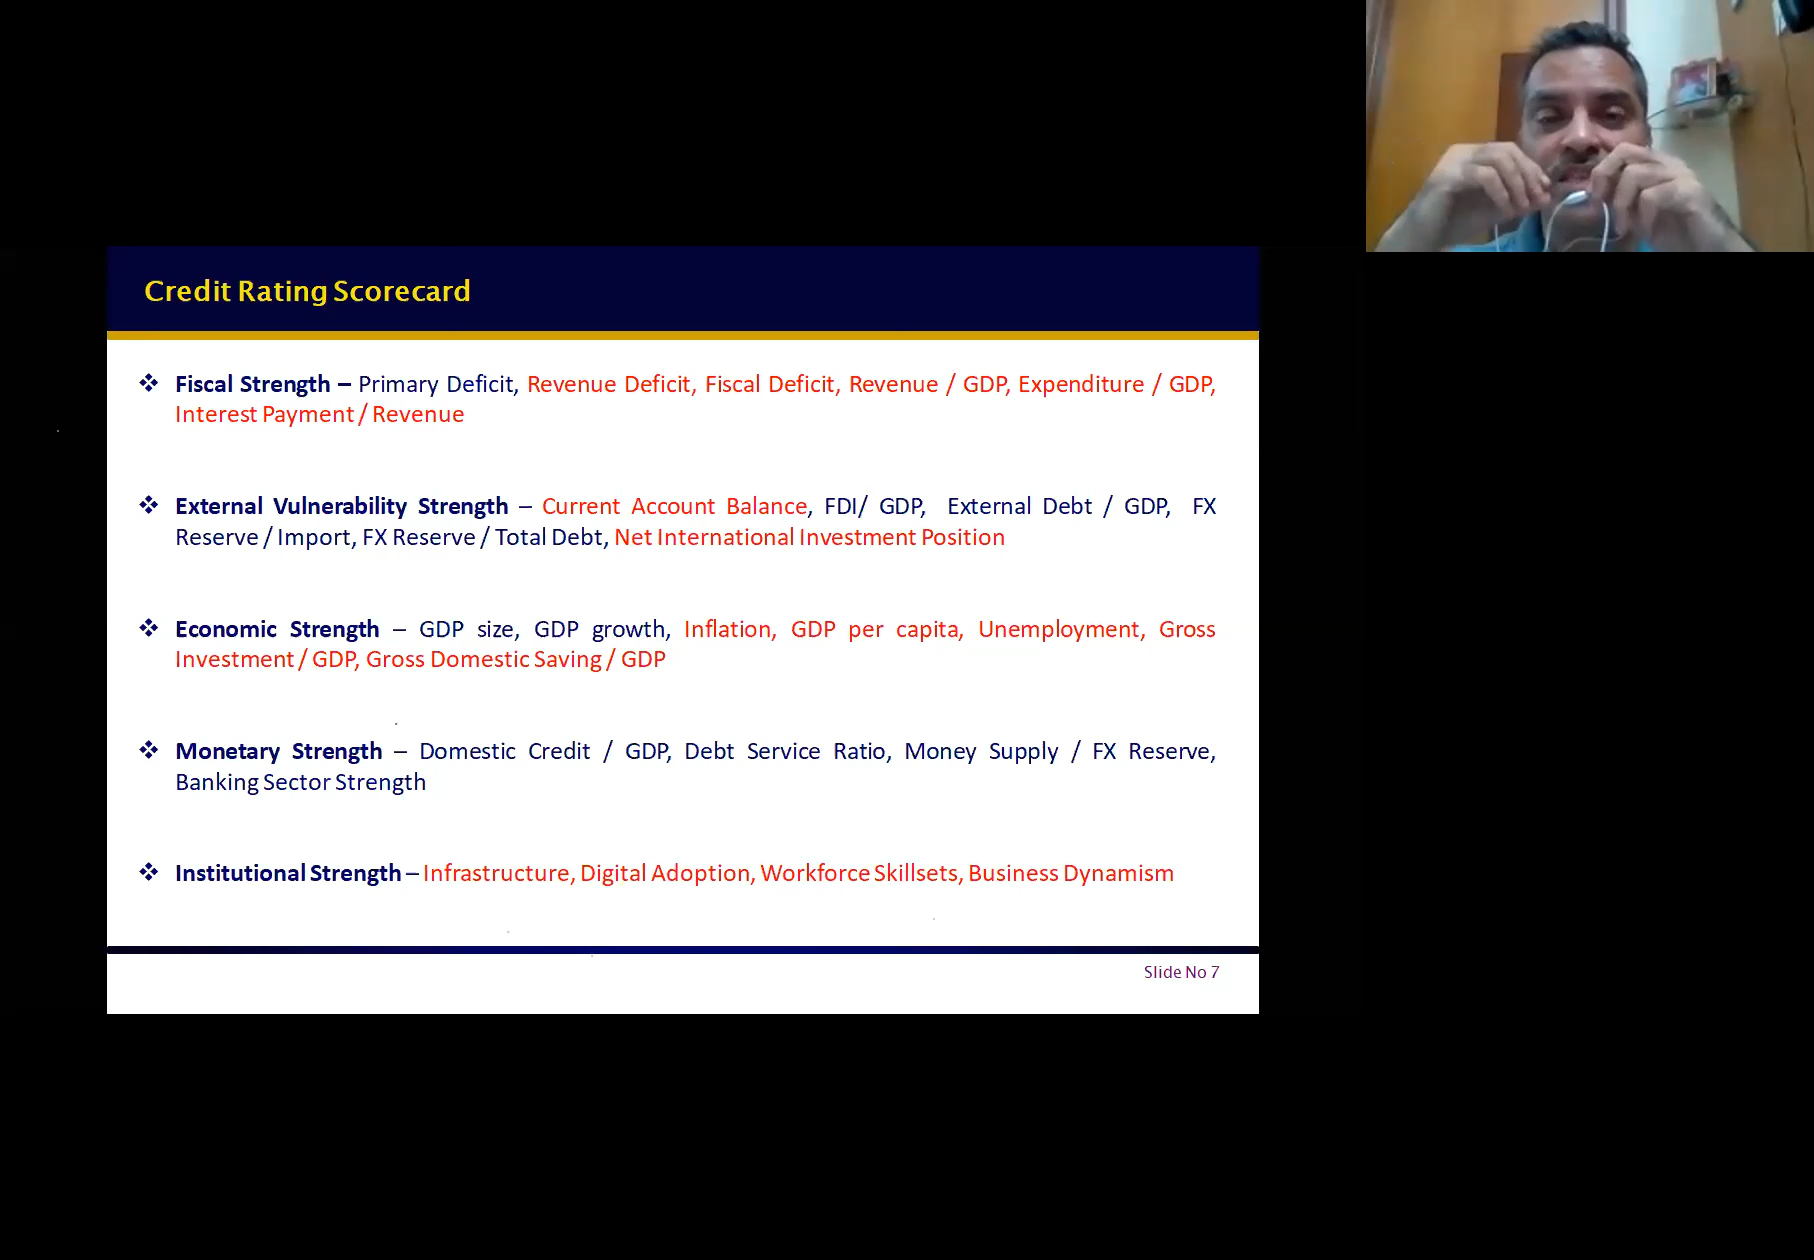 Credit Rating Scorecard
Fiscal Strength – Primary Deficit, Revenue Deficit, Fiscal Deficit, Revenue / GDP, Expenditure / GDP,
Interest Payment / Revenue
External Vulnerability Strength – Current Account Balance, FDI/ GDP, External Debt / GDP, FX
Reserve / Import, FX Reserve / Total Debt, Net International Investment Position
Economic Strength – GDP size, GDP growth, Inflation, GDP per capita, Unemployment, Gross
Investment / GDP, Gross Domestic Saving / GDP
Monetary Strength – Domestic Credit / GDP, Debt Service Ratio, Money Supply / FX Reserve,
Banking Sector Strength
Institutional Strength – Infrastructure, Digital Adoption, Workforce Skillsets, Business Dynamism
Slide No 7